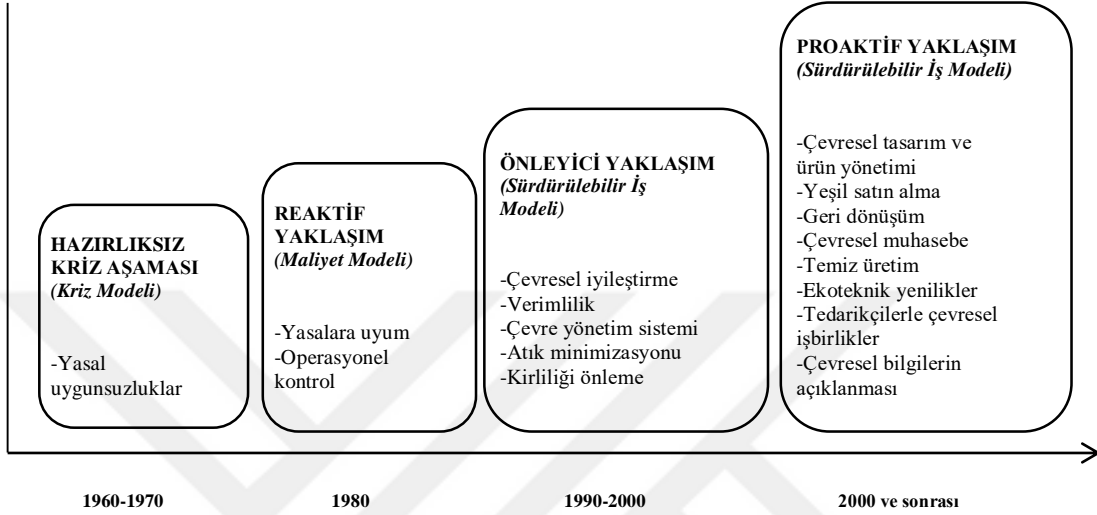 HAZIRLIKSIZ
KRİZ AŞAMASI
(Kriz Modeli)
-Yasal
uygunsuzluklar
REAKTİF
YAKLAŞIM
(Maliyet Modeli)
-Yasalara uyum
-Operasyonel
kontrol
ÖNLEYİCİ YAKLAŞIM
(Sürdürülebilir İş
Modeli)
-Çevresel iyileştirme
-Verimlilik
-Çevre yönetim sistemi
-Atık minimizasyonu
-Kirliliği önleme
PROAKTİF YAKLAŞIM
(Sürdürülebilir İş Modeli)
-Çevresel tasarım ve
ürün yönetimi
-Yeşil satın alma
-Geri dönüşüm
-Çevresel muhasebe
-Temiz üretim
-Ekoteknik yenilikler
-Tedarikçilerle çevresel
işbirlikler
-Çevresel bilgilerin
açıklanması
1960-1970
1980
1990-2000
2000 ve sonrası